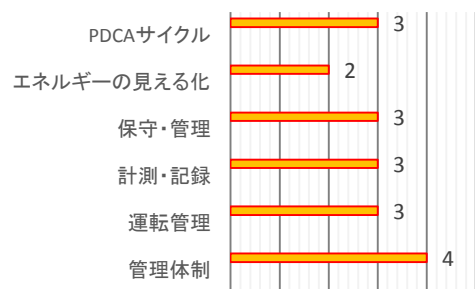 PDCAサイクル 3
エネルギーの見える化 2
保守・管理 3
計測・記録 3
運転管理 3
管理体制 4